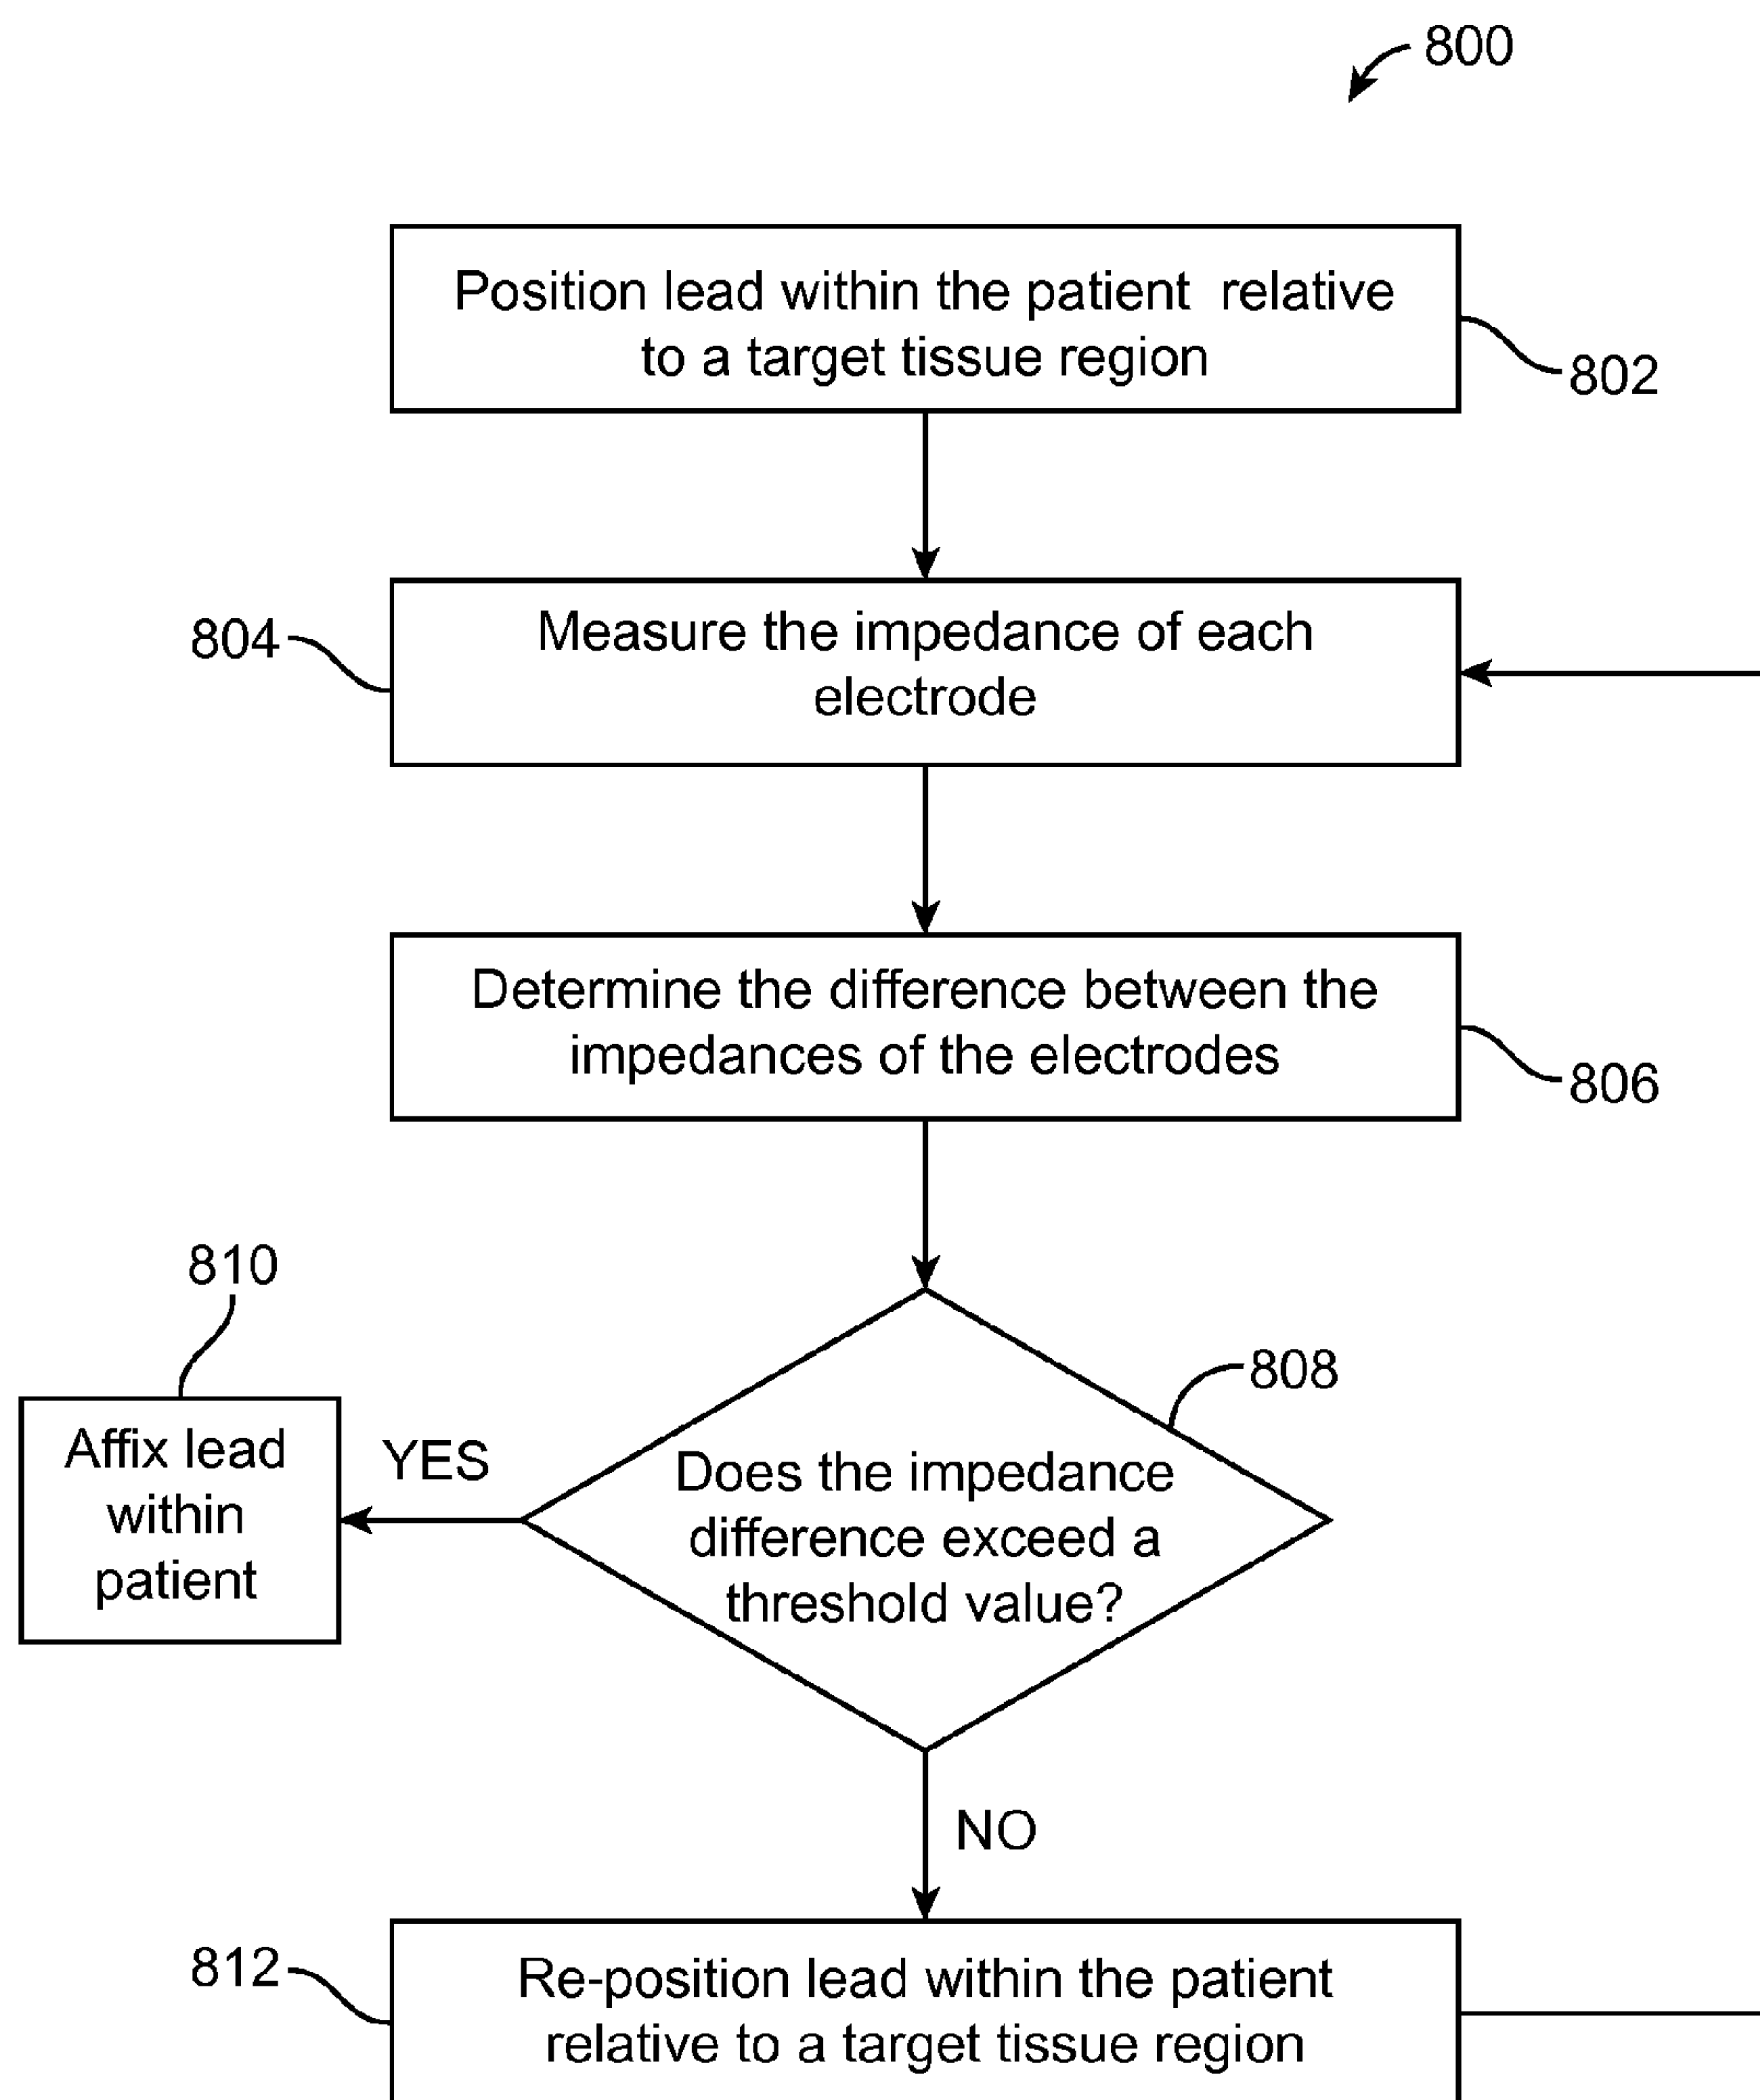 800
Position lead within the patient relative
to a target tissue region
802
804
Measure the impedance of each
electrode
Determine the difference between the
impedances of the electrodes
806
810
808
Affix lead
within
patient
YES
Does the impedance
difference exceed a
threshold value?
NO
812
Re-position lead within the patient
relative to a target tissue region